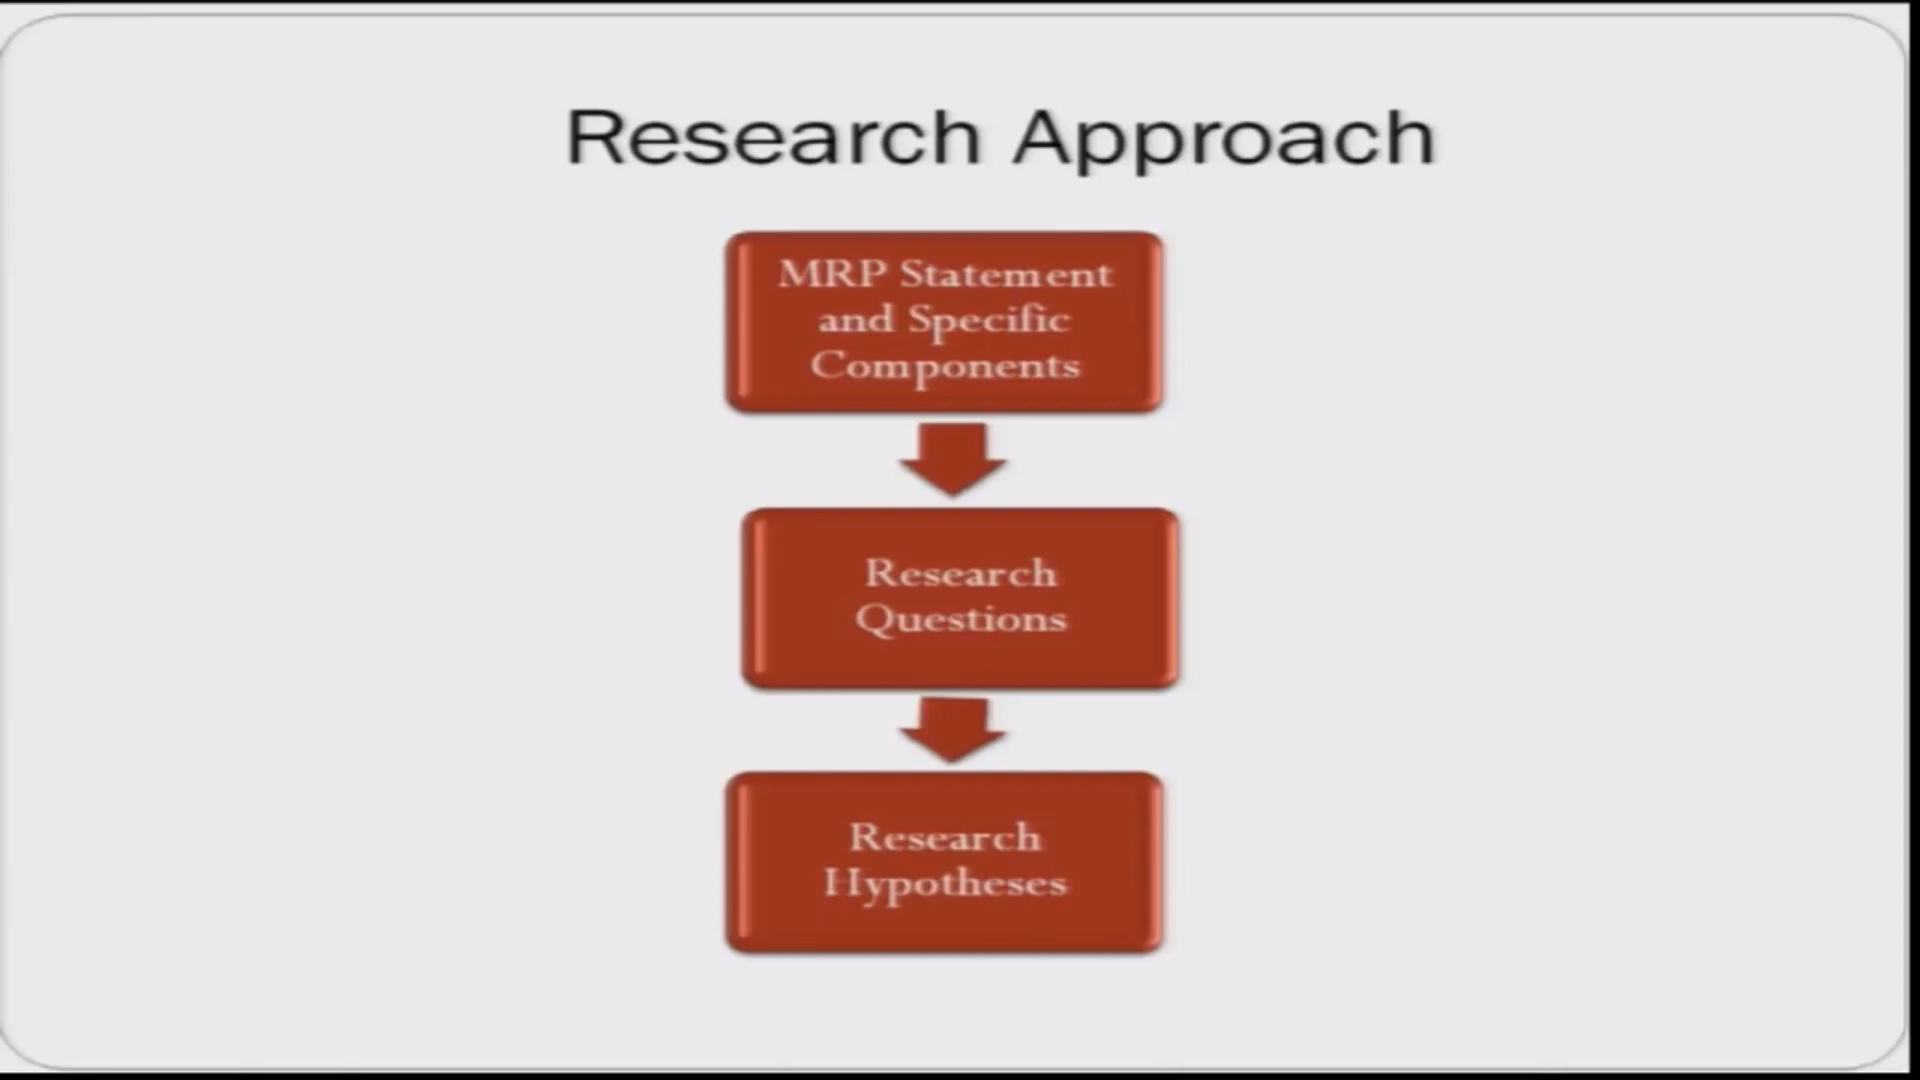 Research Approach
MRP Statement
and Specific
Components
Research
Questions
Research
Hypotheses